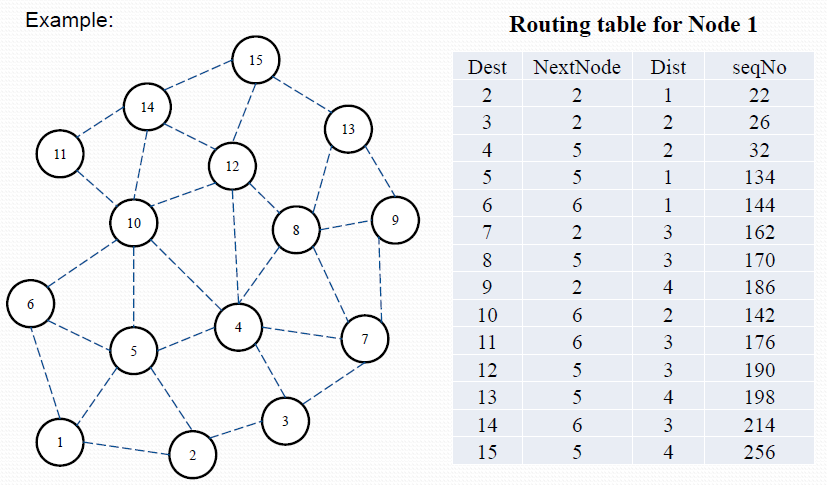 Example:
15
14
13
11
12
10
9
8
6
4
7
5
3
1
2
Routing table for Node 1
Dest NextNode Dist seqNo
2 2 1 22
3 2 2 26
4 5 2 32
5 5 1 134
6 6 1 144
7 2 3 162
8 5 3 170
9 2 4 186
10 6 2 142
11 6 3 176
12 5 3 190
13 5 4 198
14 6 3 214
15 5 4 256